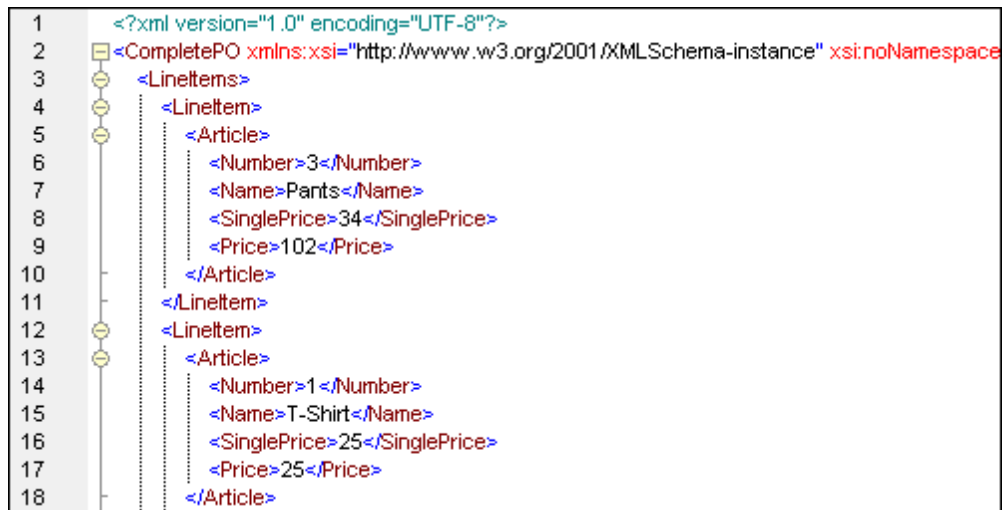 1 <?xml version="1.0" encoding="UTF-8"?>
2 <CompletePO xmlns:xsi="http://www.w3.org/2001/XMLSchema-instance" xsi:noNamespace
3 <LineItems>
4 <LineItem>
5 <Article>
6 <Number>3</Number>
7 <Name>Pants</Name>
8 <SinglePrice>34</SinglePrice>
9 <Price>102</Price>
10 </Article>
11 </LineItem>
12 <LineItem>
13 <Article>
14 <Number>1</Number>
15 <Name>T-Shirt</Name>
16 <SinglePrice>25</SinglePrice>
17 <Price>25</Price>
18 </Article>